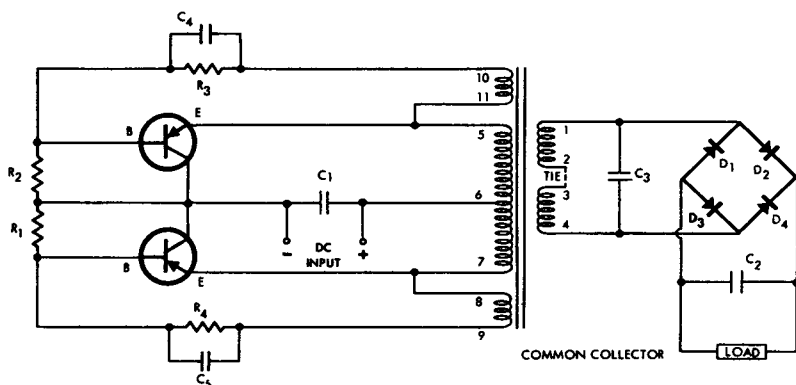 C4
R3
10
11
B
E
5
1
R2
C1
6
2
TIE
C3
D1
D2
3
R1
4
D3
D4
DC
INPUT
-
+
7
B
E
8
C2
R4
9
C5
COMMON COLLECTOR
LOAD